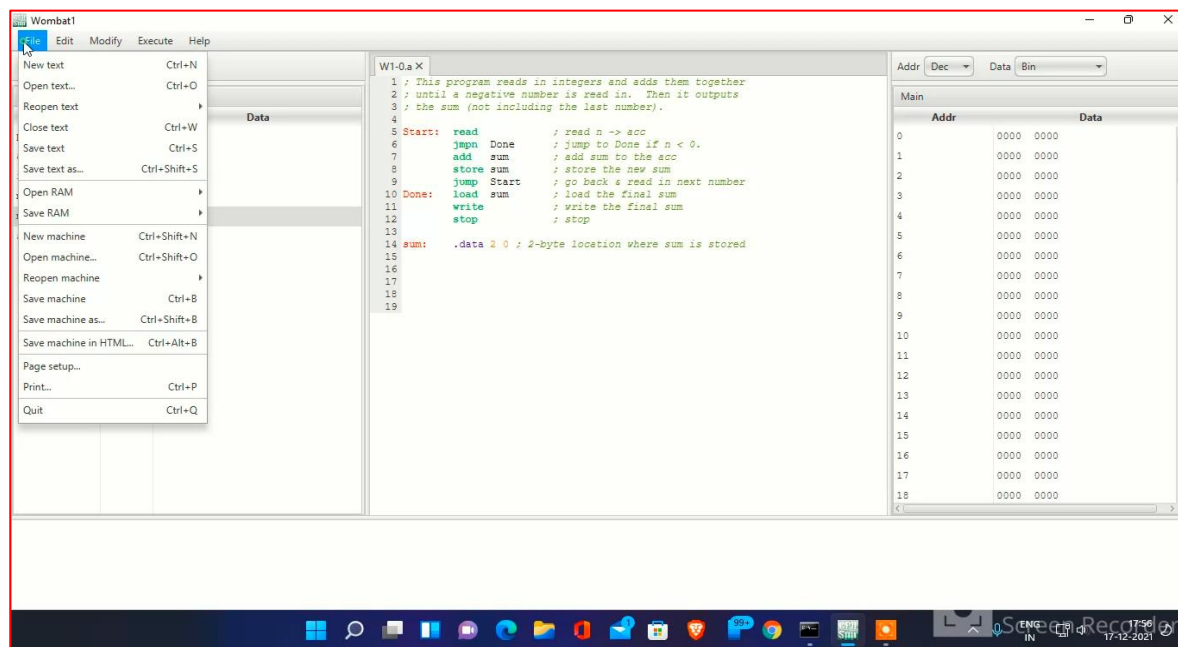 Wombat1
File Edit Modify Execute Help
New text Ctrl+N
Open text... Ctrl+O
Reopen text
Close text Ctrl+W
Save text Ctrl+S
Save text as... Ctrl+Shift+S
Open RAM
Save RAM
New machine Ctrl+Shift+N
Open machine... Ctrl+Shift+O
Reopen machine
Save machine Ctrl+B
Save machine as... Ctrl+Shift+B
Save machine in HTML... Ctrl+Alt+B
Page setup...
Print... Ctrl+P
Quit Ctrl+Q
Data
W1-0.a X
1 ; This program reads in integers and adds them together
2 ; until a negative number is read in. Then it outputs
3 ; the sum (not including the last number).
4
5 Start: read ; read n -> acc
6 jmpn Done ; jump to Done if n < 0.
7 add sum ; add sum to the acc
8 store sum ; store the new sum
9 jump Start ; go back & read in next number
10 Done: load sum ; load the final sum
11 write ; write the final sum
12 stop ; stop
13
14 sum: .data 2 0 ; 2-byte location where sum is stored
15
16
17
18
19
Addr Dec Data Bin
Main
Addr Data
0 0000 0000
1 0000 0000
2 0000 0000
3 0000 0000
4 0000 0000
5 0000 0000
6 0000 0000
7 0000 0000
8 0000 0000
9 0000 0000
10 0000 0000
11 0000 0000
12 0000 0000
13 0000 0000
14 0000 0000
15 0000 0000
16 0000 0000
17 0000 0000
18 0000 0000
99+
Screen Recorder
ENG 17:56
IN 17-12-2021